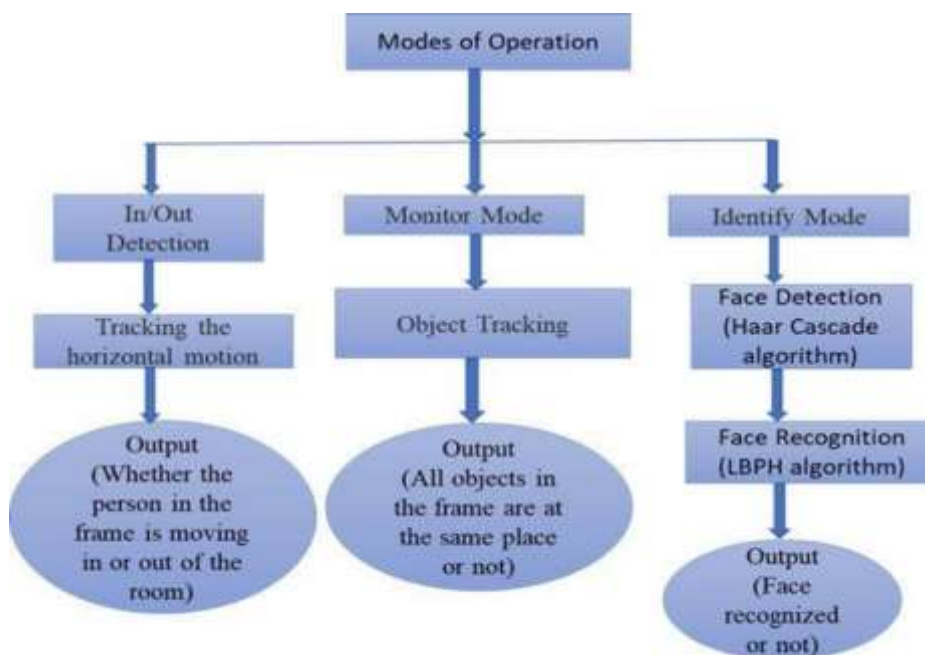 Modes of Operation
In/Out
Detection
Monitor Mode
Identify Mode
Tracking the
horizontal motion
Object Tracking
Face Detection
(Haar Cascade
algorithm)
Face Recognition
(LBPH algorithm)
Output
(Whether the
person in the
frame is moving
in or out of the
room)
Output
(All objects in
the frame are at
the same place
or not)
Output
(Face
recognized
or not)